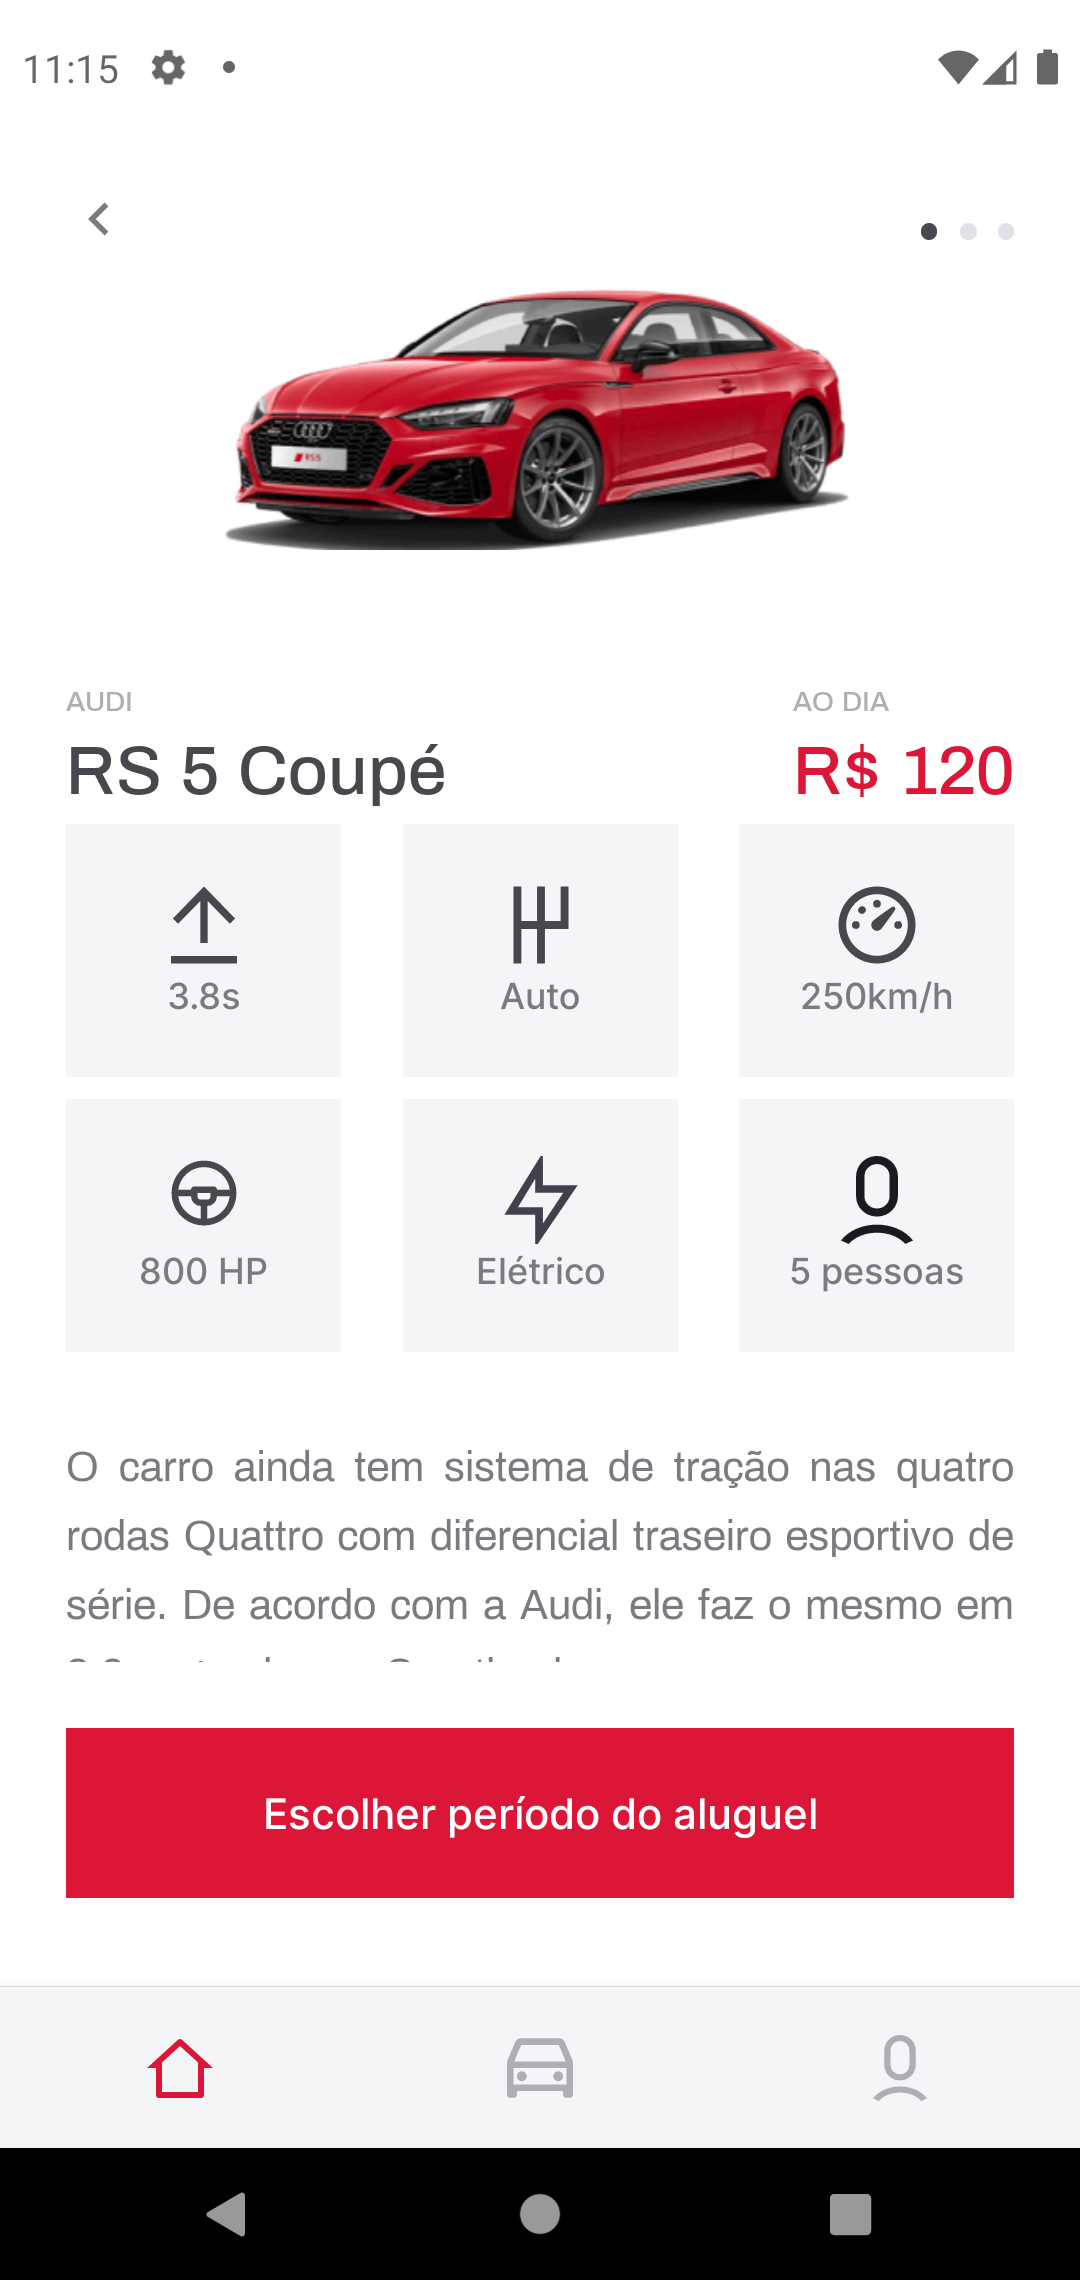 11:15
RS5
AUDI
AO DIA
RS 5 Coupé
R$ 120
3.8s
Auto
250km/h
800 HP
Elétrico
5 pessoas
O carro ainda tem sistema de tração nas quatro
rodas Quattro com diferencial traseiro esportivo de
série. De acordo com a Audi, ele faz o mesmo em
Escolher período do aluguel